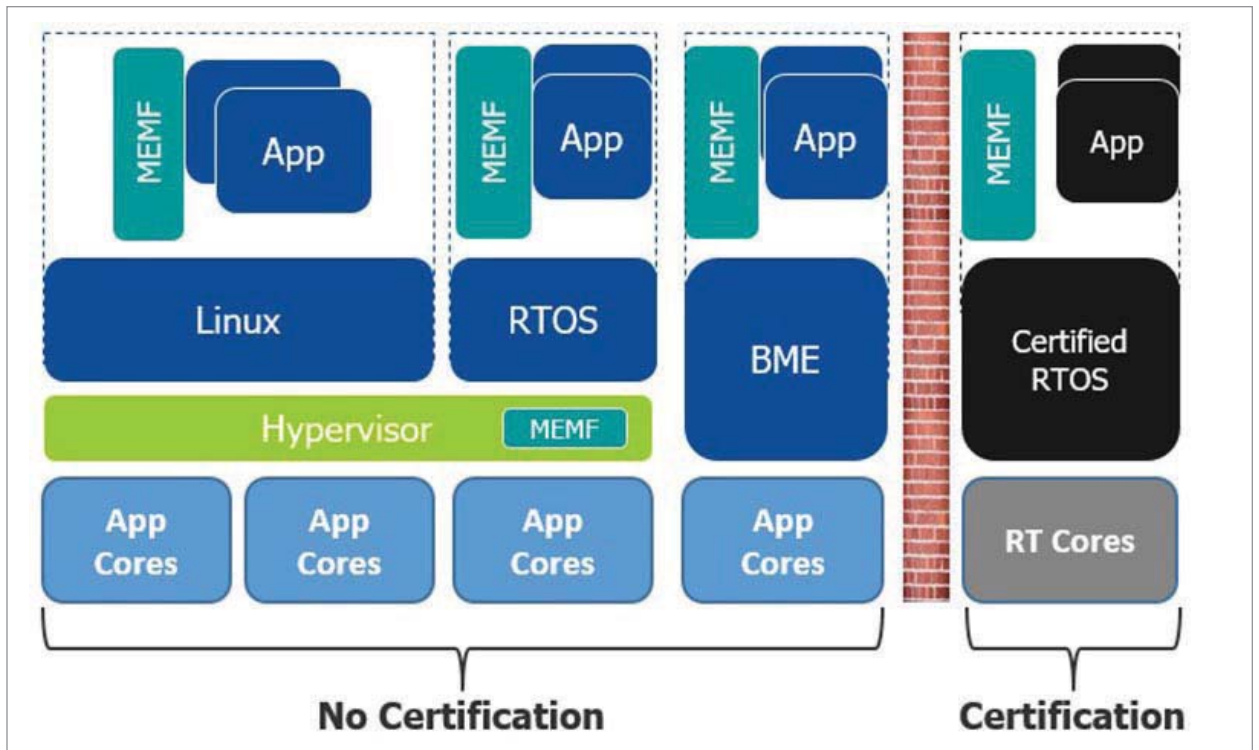 MEMF
App
MEMF
App
MEMF
App
MEMF
App
Linux
RTOS
BME
Certified
RTOS
Hypervisor
MEMF
App
Cores
App
Cores
App
Cores
App
Cores
RT Cores
No Certification
Certification